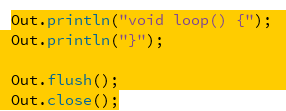 Out.println("void loop() {");
Out.println("}");
Out.flush();
Out.close();